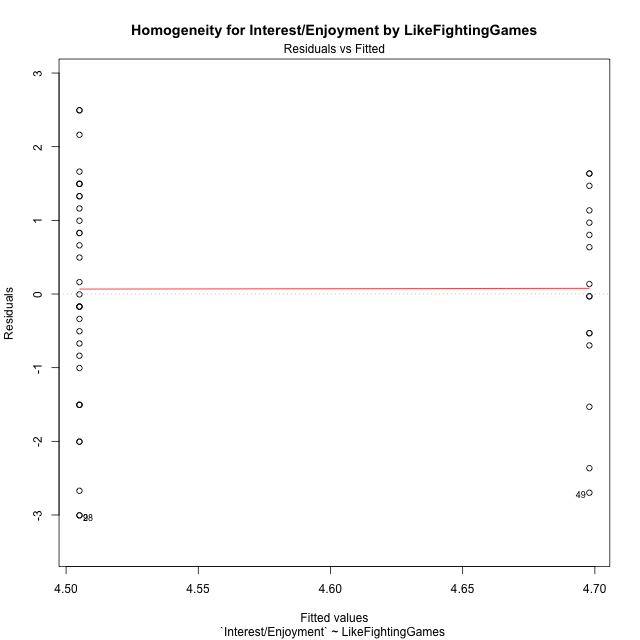 Homogeneity for Interest/Enjoyment by LikeFightingGames
Residuals vs Fitted
3
2
1
0
-1
-2
-3
Residuals
49
4.50 4.55 4.60 4.65 4.70
Fitted values
`Interest/Enjoyment` ~ LikeFightingGames